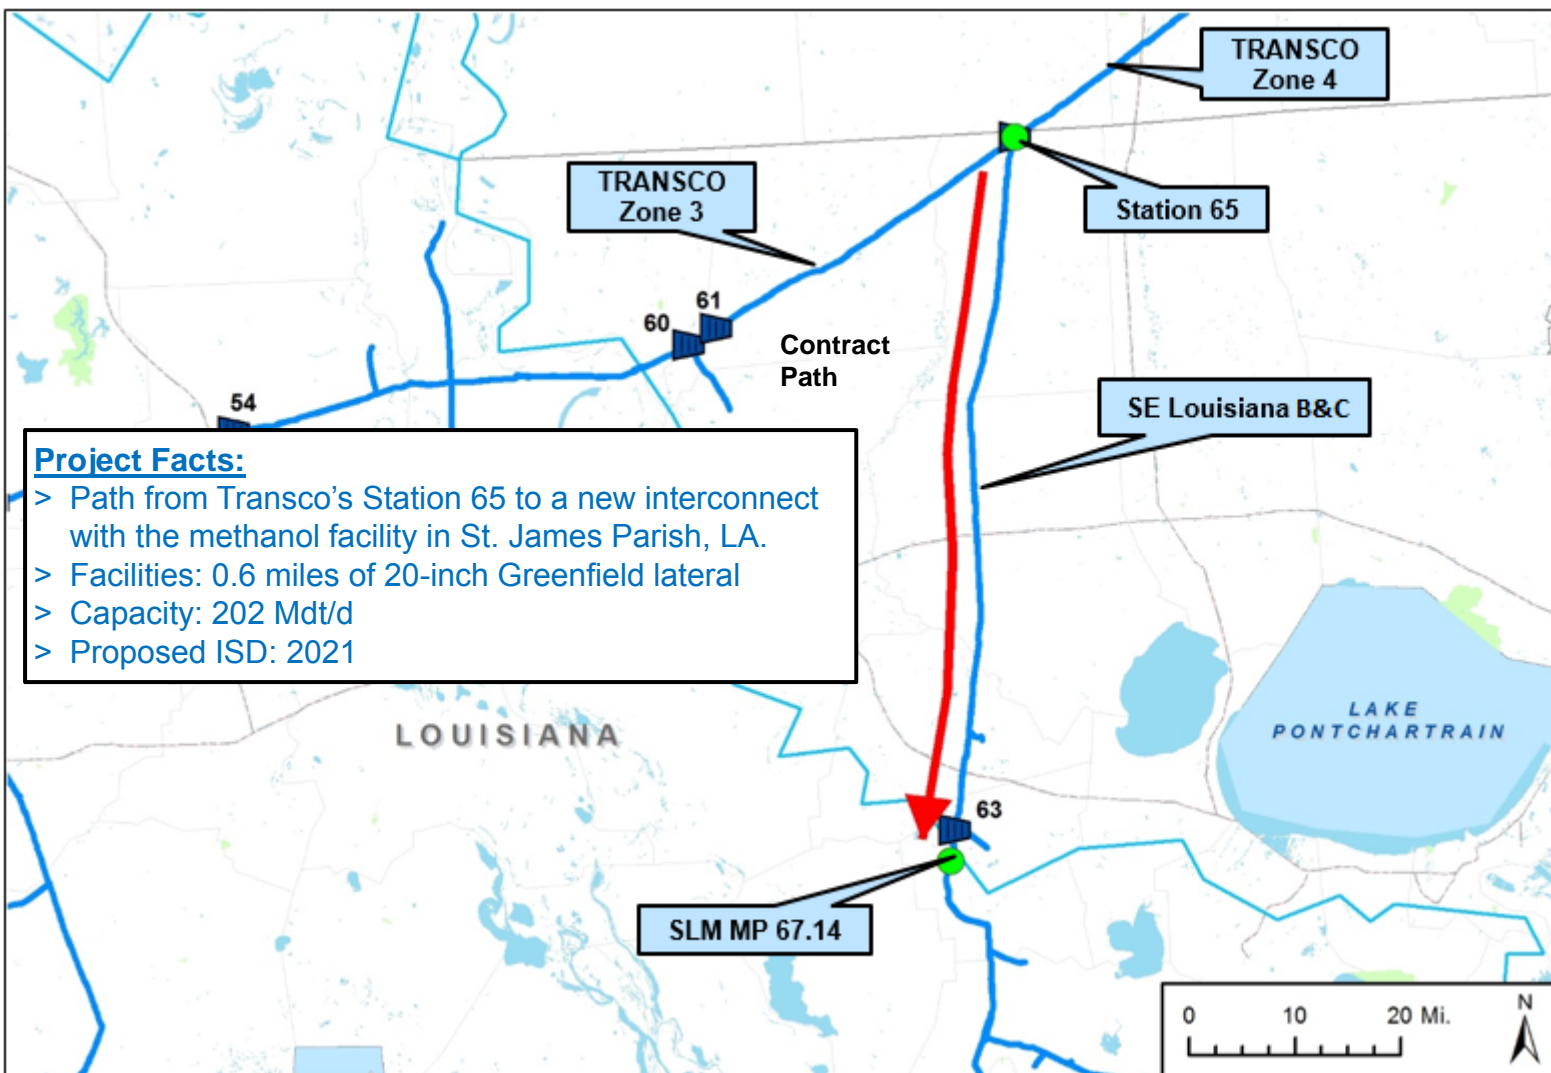 TRANSCO
Zone 4
TRANSCO
Zone 3
Station 65
61
60
Contract
Path
54
SE Louisiana B&C
Project Facts:
> Path from Transco's Station 65 to a new interconnect
with the methanol facility in St. James Parish, LA.
> Facilities: 0.6 miles of 20-inch Greenfield lateral
> Capacity: 202 Mdt/d
> Proposed ISD: 2021
LOUISIANA
LAKE
PONTCHARTRAIN
63
SLM MP 67.14
0 10 20 Mi.
N